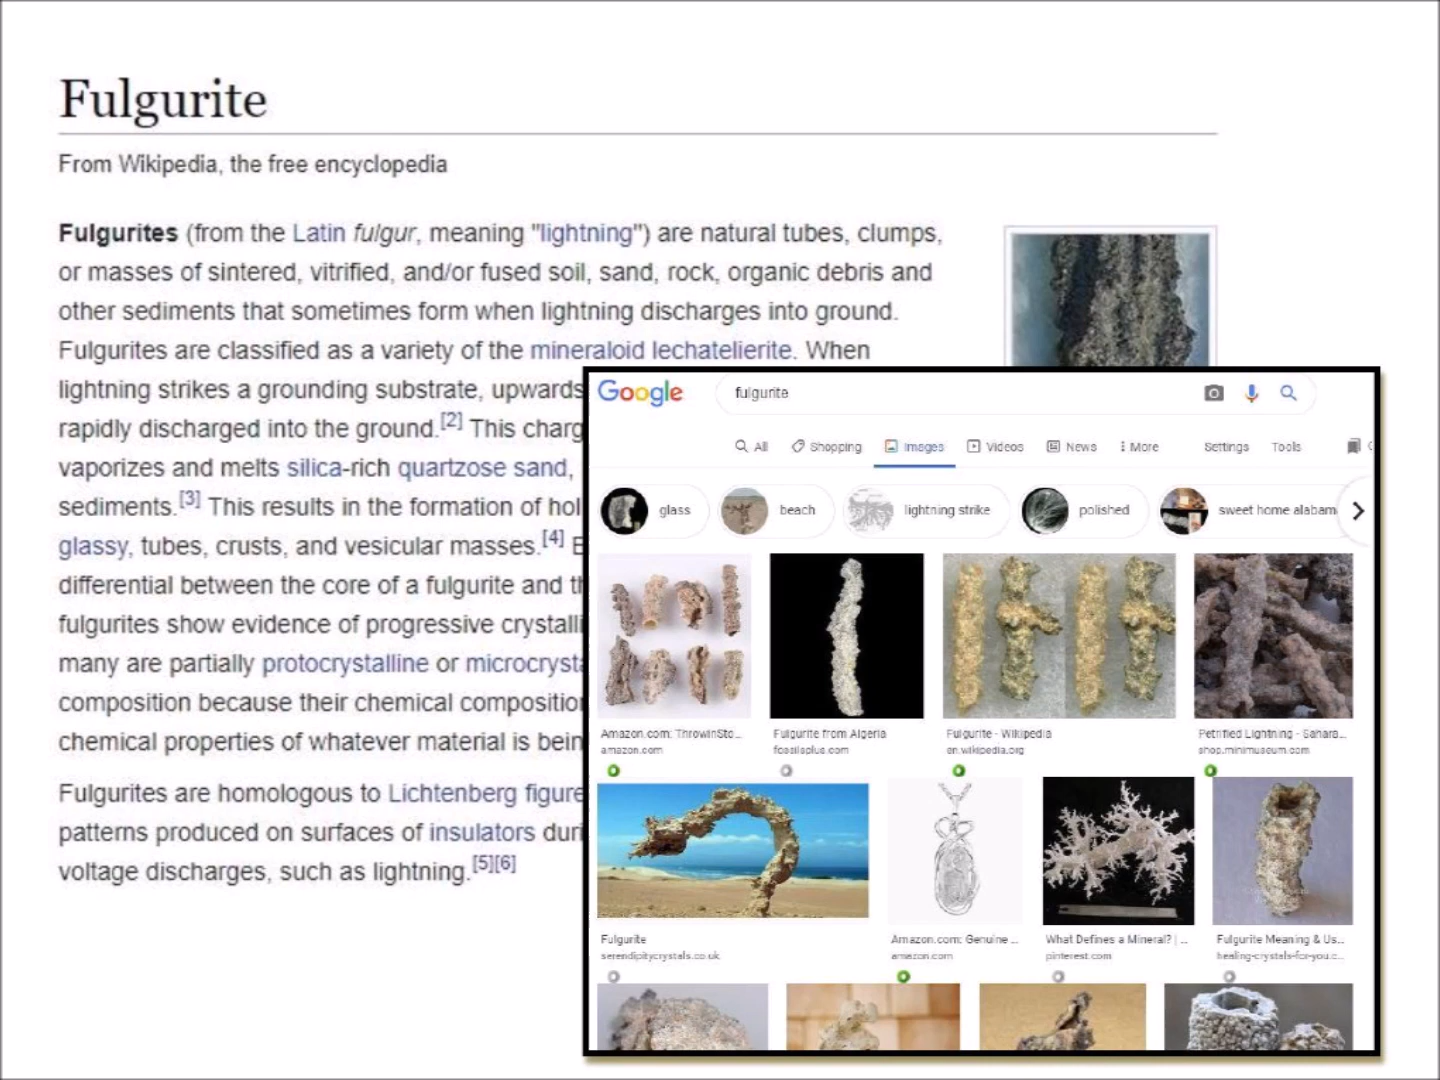 Fulgurite
From Wikipedia, the free encyclopedia
Fulgurites (from the Latin fulgur, meaning "lightning") are natural tubes, clumps,
or masses of sintered, vitrified, and/or fused soil, sand, rock, organic debris and
other sediments that sometimes form when lightning discharges into ground.
Fulgurites are classified as a variety of the mineraloid lechatelierite. When
lightning strikes a grounding substrate, upwards
rapidly discharged into the ground.[2] This charg
vaporizes and melts silica-rich quartzose sand,
sediments.[3] This results in the formation of hol
glassy, tubes, crusts, and vesicular masses.[4] E
differential between the core of a fulgurite and th
fulgurites show evidence of progressive crystalli
many are partially protocrystalline or microcrysta
composition because their chemical composition
chemical properties of whatever material is bein
Fulgurites are homologous to Lichtenberg figure
patterns produced on surfaces of insulators duri
voltage discharges, such as lightning.[5][6]
Google fulgurite
All Shopping Images Videos News More Settings Tools
glass beach lightning strike polished sweet home alabam
Amazon.com: ThrowinSto... Fulgurite from Algeria Fulgurite - Wikipedia Petrified Lightning - Sahara...
amazon.com fossilsplus.com en.wikipedia.org shop.minimuseum.com
Fulgurite Amazon.com: Genuine ... What Defines a Mineral? | ... Fulgurite Meaning & Us...
serendipitycrystals.co.uk amazon.com pinterest.com healing-crystals-for-you.c...